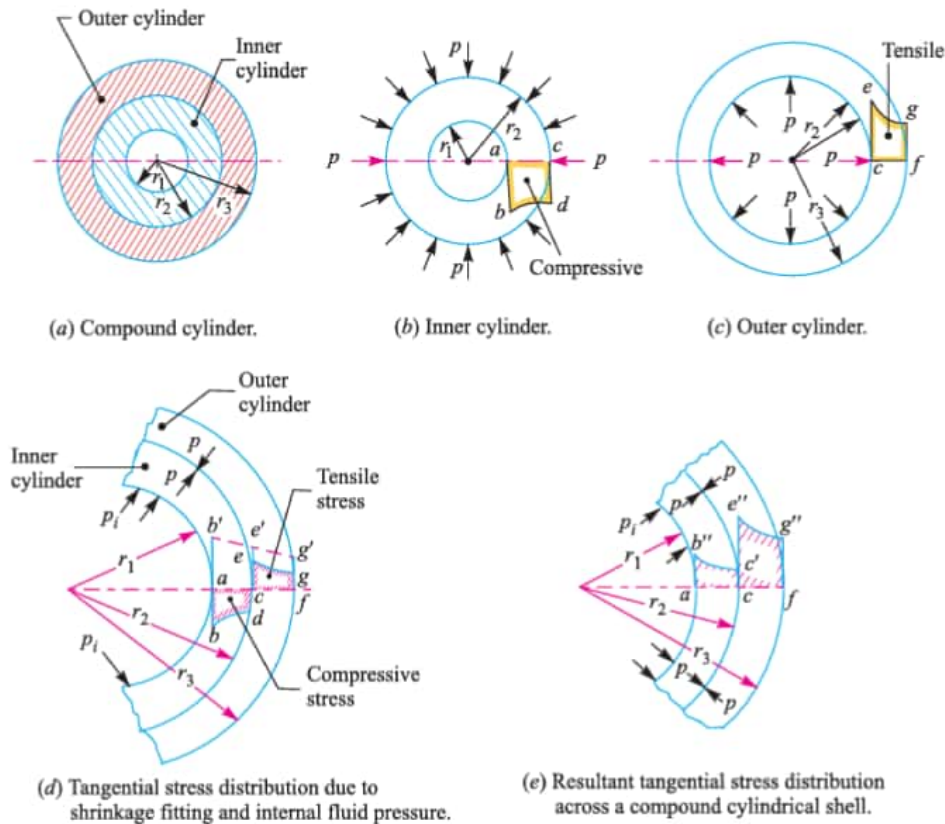 Outer cylinder
Inner
cylinder
r₁
r₂
r₃
(a) Compound cylinder.
p
r₁
r₂
a
c
p
p
b
d
p
Compressive
(b) Inner cylinder.
Tensile
e
g
p
r₂
p
p
c
f
p
r₃
(c) Outer cylinder.
Outer
cylinder
Inner
cylinder
p
p
pᵢ
Tensile
stress
b'
e'
g'
e
g
r₁
a
c
f
r₂
b
d
pᵢ
r₃
Compressive
stress
(d) Tangential stress distribution due to
shrinkage fitting and internal fluid pressure.
p
p
pᵢ
e''
g''
b''
r₁
c'
a
c
f
r₂
r₃
p
p
(e) Resultant tangential stress distribution
across a compound cylindrical shell.